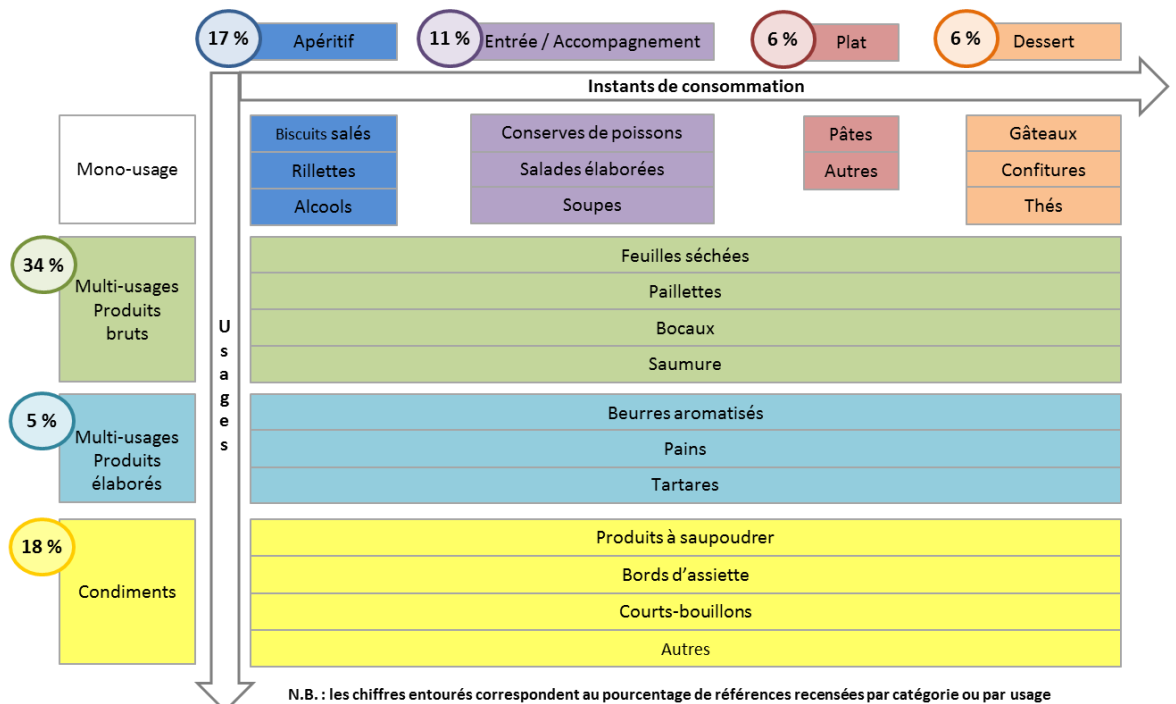 17 %
Apéritif
11 %
Entrée / Accompagnement
6 %
Plat
6 %
Dessert
Instants de consommation
Usages
Mono-usage
Biscuits salés
Rillettes
Alcools
Conserves de poissons
Salades élaborées
Soupes
Pâtes
Autres
Gâteaux
Confitures
Thés
34 %
Multi-usages
Produits
bruts
Feuilles séchées
Paillettes
Bocaux
Saumure
5 %
Multi-usages
Produits
élaborés
Beurres aromatisés
Pains
Tartares
18 %
Condiments
Produits à saupoudrer
Bords d’assiette
Courts-bouillons
Autres
N.B. : les chiffres entourés correspondent au pourcentage de références recensées par catégorie ou par usage